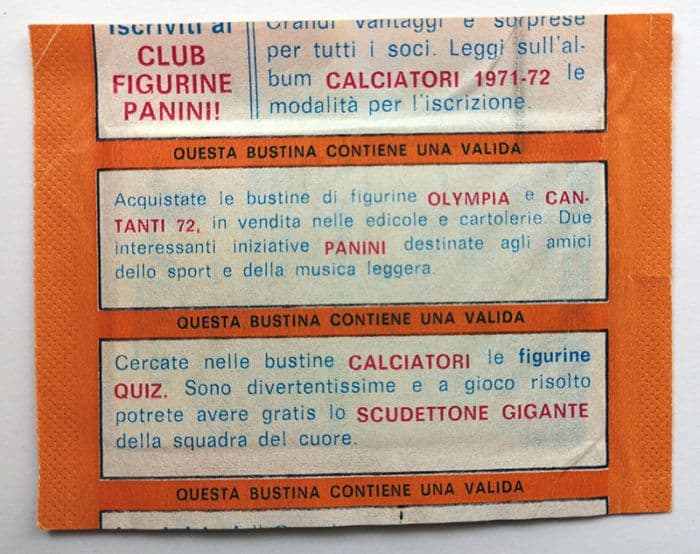 Iscriviti al
CLUB
FIGURINE
PANINI!
Grandi vantaggi e sorprese
per tutti i soci. Leggi sull'al-
bum CALCIATORI 1971-72 le
modalità per l'iscrizione.
QUESTA BUSTINA CONTIENE UNA VALIDA
Acquistate le bustine di figurine OLYMPIA e CAN-
TANTI 72, in vendita nelle edicole e cartolerie. Due
interessanti iniziative PANINI destinate agli amici
dello sport e della musica leggera.
QUESTA BUSTINA CONTIENE UNA VALIDA
Cercate nelle bustine CALCIATORI le figurine
QUIZ. Sono divertentissime e a gioco risolto
potrete avere gratis lo SCUDETTONE GIGANTE
della squadra del cuore.
QUESTA BUSTINA CONTIENE UNA VALIDA